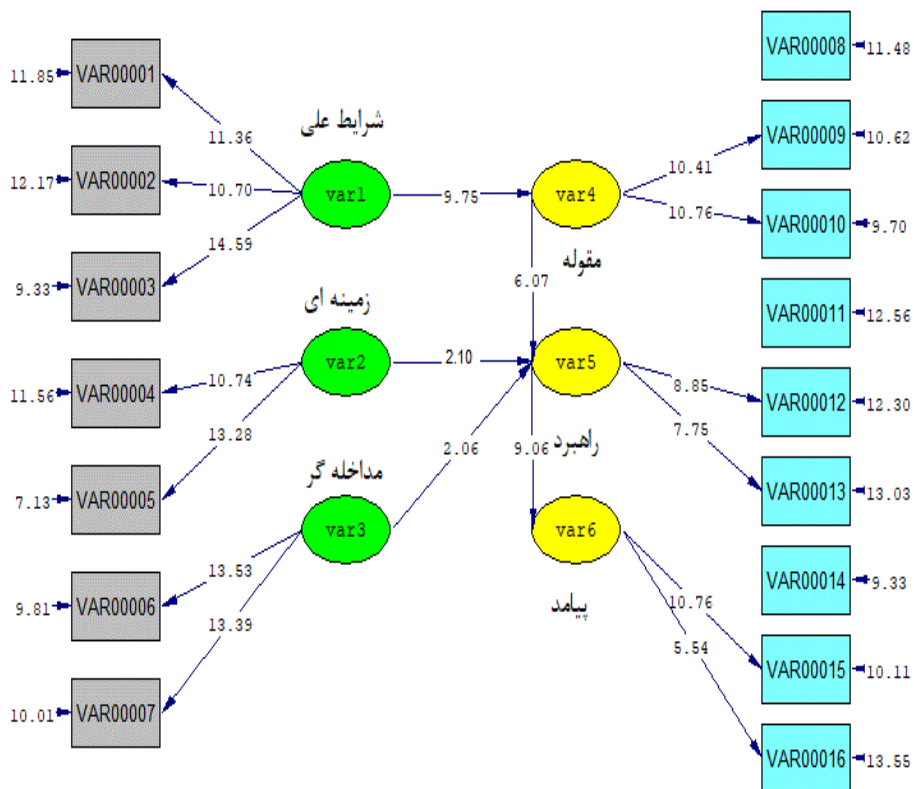 11.85
VAR00001
11.36
12.17
VAR00002
10.70
9.33
VAR00003
14.59
11.56
VAR00004
10.74
7.13
VAR00005
13.28
9.81
VAR00006
13.53
10.01
VAR00007
13.39
شرایط علی
var1
9.75
زمینه ای
var2
2.10
مداخله گر
var3
2.06
var4
مقوله
6.07
var5
راهبرد
9.06
var6
پیامد
VAR00008
11.48
10.41
VAR00009
10.62
10.76
VAR00010
9.70
VAR00011
12.56
8.85
VAR00012
12.30
7.75
VAR00013
13.03
VAR00014
9.33
10.76
VAR00015
10.11
5.54
VAR00016
13.55